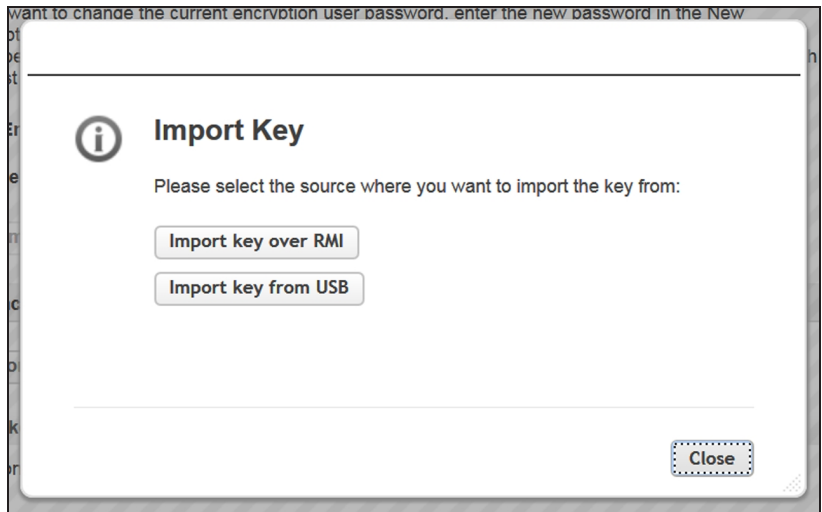 want to change the current encryption user password, enter the new password in the New
h
st
Import Key
Please select the source where you want to import the key from:
Import key over RMI
Import key from USB
Close